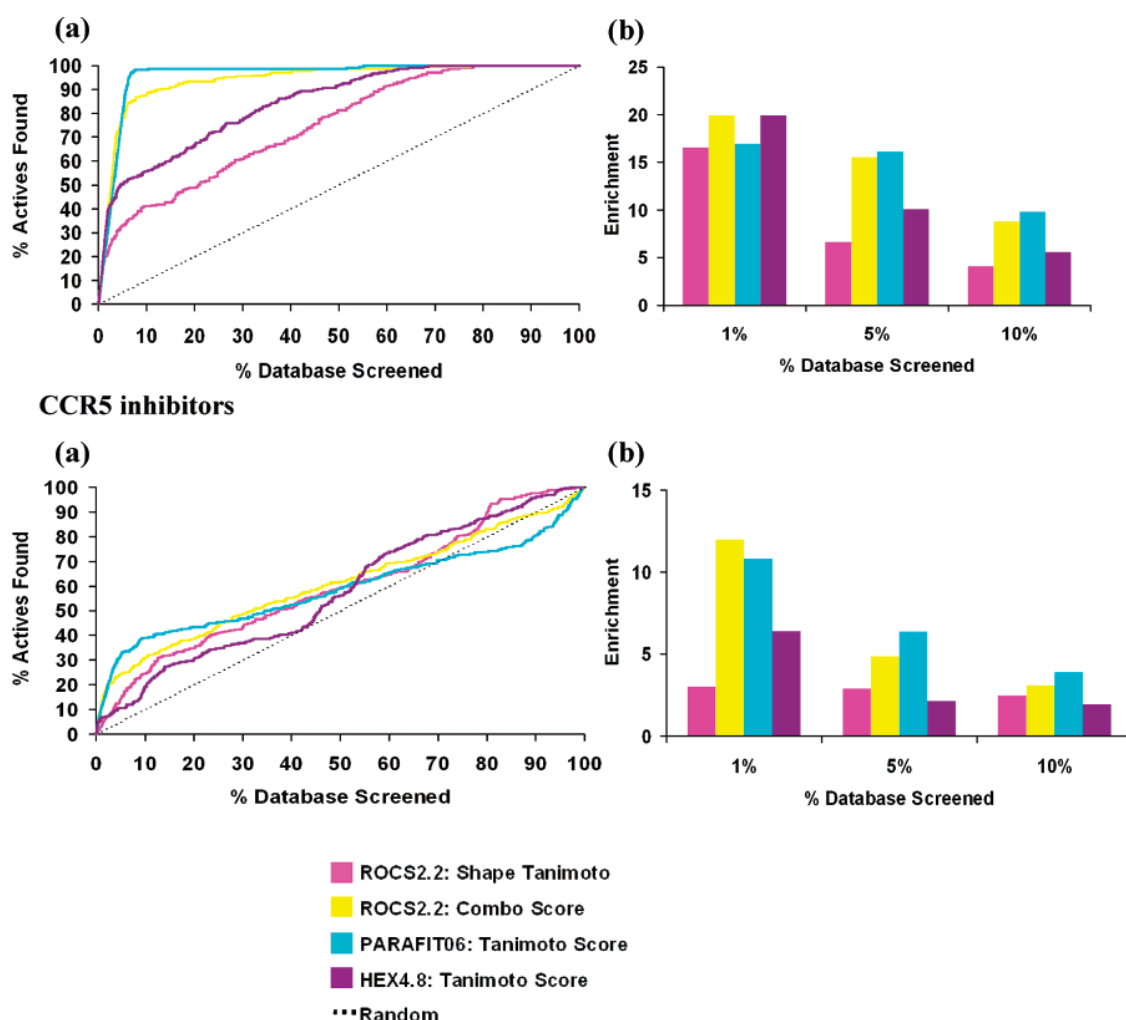 (a)
(b)
100
90
80
70
60
50
40
30
20
10
0
% Actives Found
0 10 20 30 40 50 60 70 80 90 100
% Database Screened
25
20
15
10
5
0
Enrichment
1% 5% 10%
% Database Screened
CCR5 inhibitors
(a)
(b)
100
90
80
70
60
50
40
30
20
10
0
% Actives Found
0 10 20 30 40 50 60 70 80 90 100
% Database Screened
15
10
5
0
Enrichment
1% 5% 10%
% Database Screened
ROCS2.2: Shape Tanimoto
ROCS2.2: Combo Score
PARAFIT06: Tanimoto Score
HEX4.8: Tanimoto Score
Random